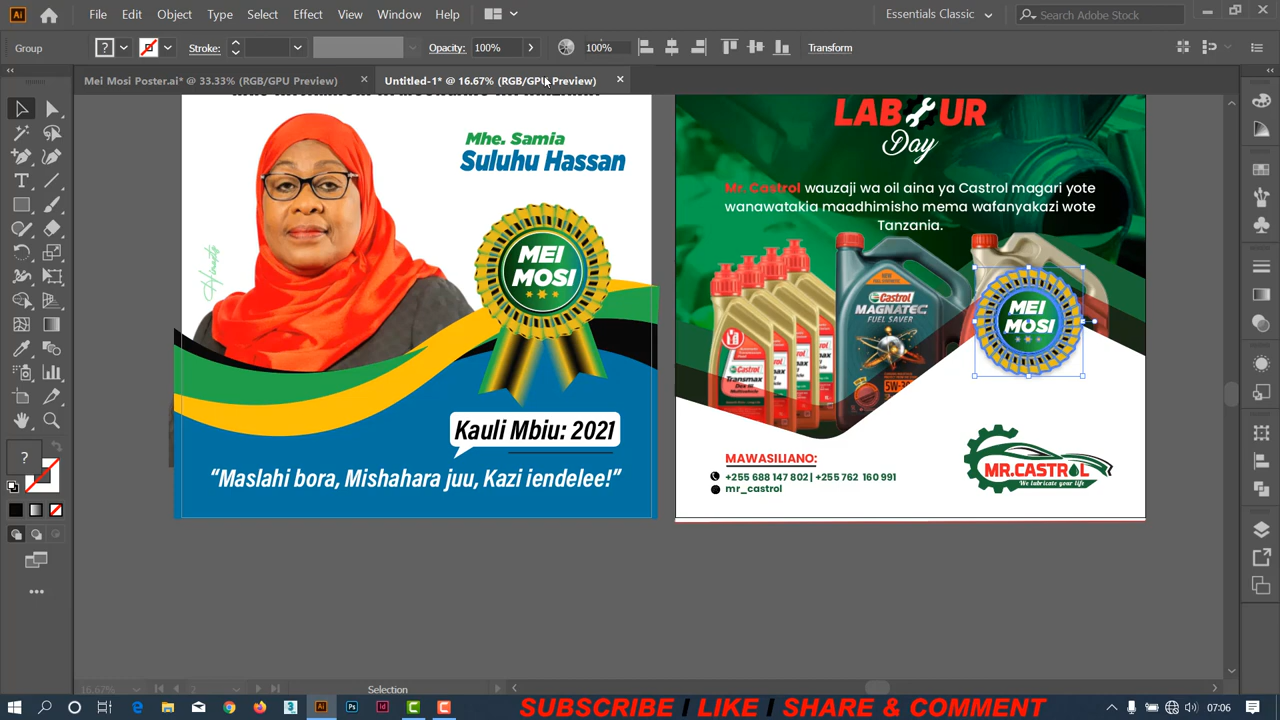 Ai File Edit Object Type Select Effect View Window Help
Essentials Classic
Search Adobe Stock
Group
Stroke:
Opacity: 100%
100%
Transform
Mei Mosi Poster.ai* @ 33.33% (RGB/GPU Preview)
Untitled-1* @ 16.67% (RGB/GPU Preview)
Mhe. Samia
Suluhu Hassan
MEI
MOSI
Kauli Mbiu: 2021
“Maslahi bora, Mishahara juu, Kazi iendelee!”
LABOUR
Day
Mr. Castrol wauzaji wa oil aina ya Castrol magari yote
wanawatakia maadhimisho mema wafanyakazi wote
Tanzania.
Castrol
MAGNATEC
FUEL SAVER
Castrol
Transmax
MEI
MOSI
MAWASILIANO:
+255 688 147 802 | +255 762 160 991
mr_castrol
MR.CASTROL
We lubricate your life
16.67%
2
Selection
SUBSCRIBE / LIKE / SHARE & COMMENT
07:06